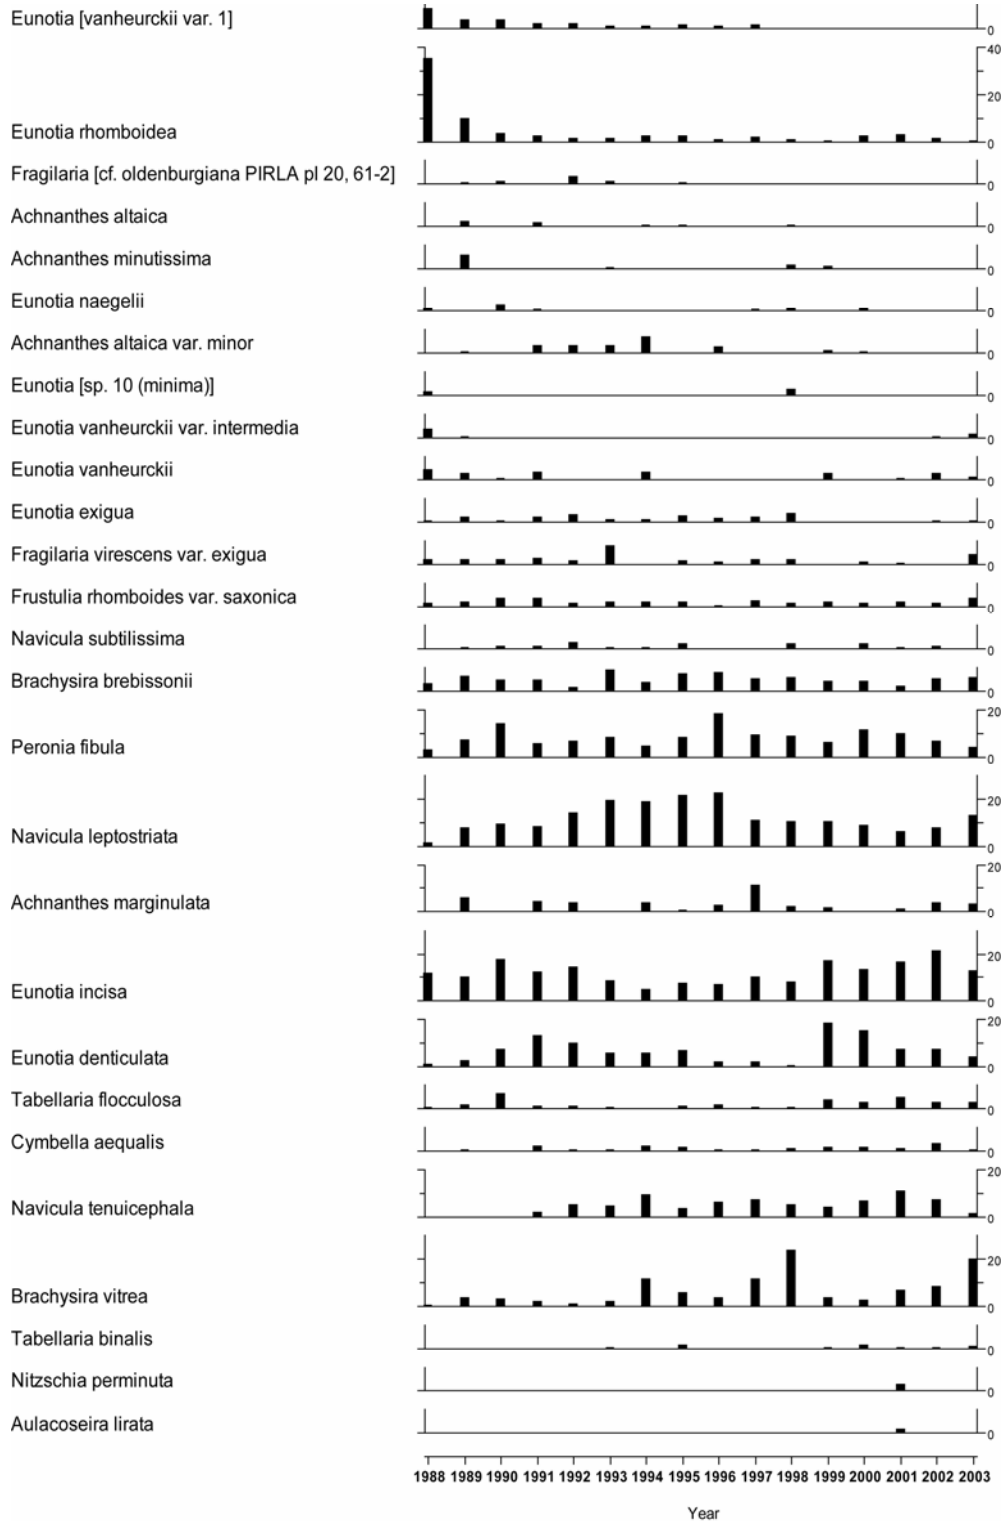 Eunotia [vanheurckii var. 1]
0
40
20
Eunotia rhomboidea
0
Fragilaria [cf. oldenburgiana PIRLA pl 20, 61-2]
0
Achnanthes altaica
0
Achnanthes minutissima
0
Eunotia naegelii
0
Achnanthes altaica var. minor
0
Eunotia [sp. 10 (minima)]
0
Eunotia vanheurckii var. intermedia
0
Eunotia vanheurckii
0
Eunotia exigua
0
Fragilaria virescens var. exigua
0
Frustulia rhomboides var. saxonica
0
Navicula subtilissima
0
Brachysira brebissonii
0
20
Peronia fibula
0
20
Navicula leptostriata
0
20
Achnanthes marginulata
0
20
Eunotia incisa
0
20
Eunotia denticulata
0
Tabellaria flocculosa
0
Cymbella aequalis
0
20
Navicula tenuicephala
0
20
Brachysira vitrea
0
Tabellaria binalis
0
Nitzschia perminuta
0
Aulacoseira lirata
0
1988 1989 1990 1991 1992 1993 1994 1995 1996 1997 1998 1999 2000 2001 2002 2003
Year